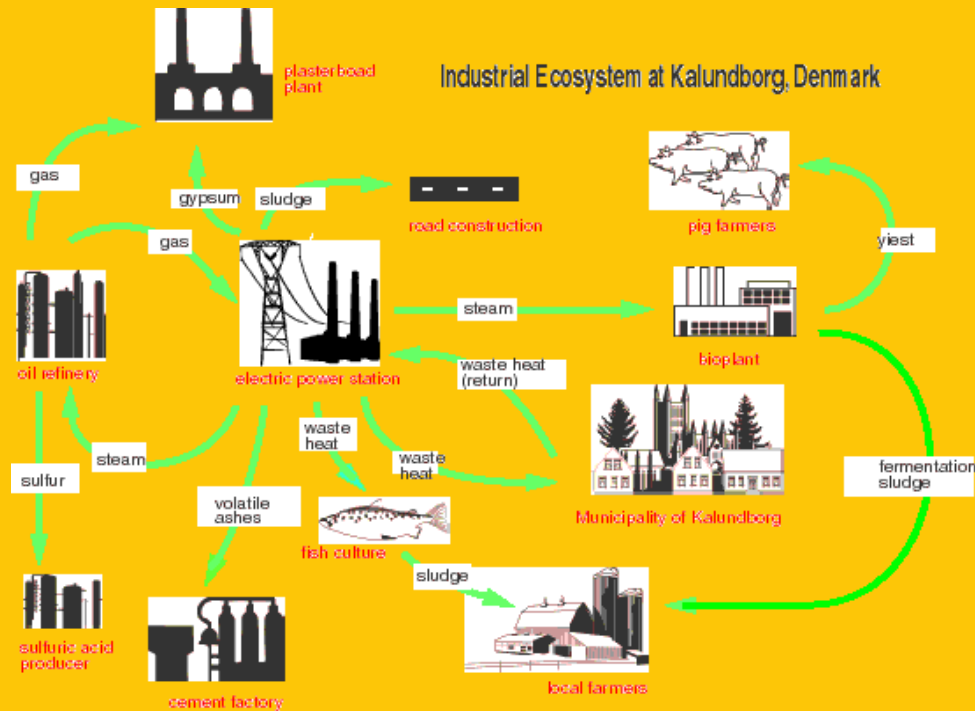 Industrial Ecosystem at Kalundborg, Denmark
plasterboad
plant
gas
gypsum
sludge
road construction
pig farmers
gas
yiest
steam
oil refinery
electric power station
waste heat
(return)
bioplant
steam
sulfur
waste
heat
waste
heat
fermentation
sludge
volatile
ashes
Municipality of Kalundborg
fish culture
sludge
sulfuric acid
producer
cement factory
local farmers